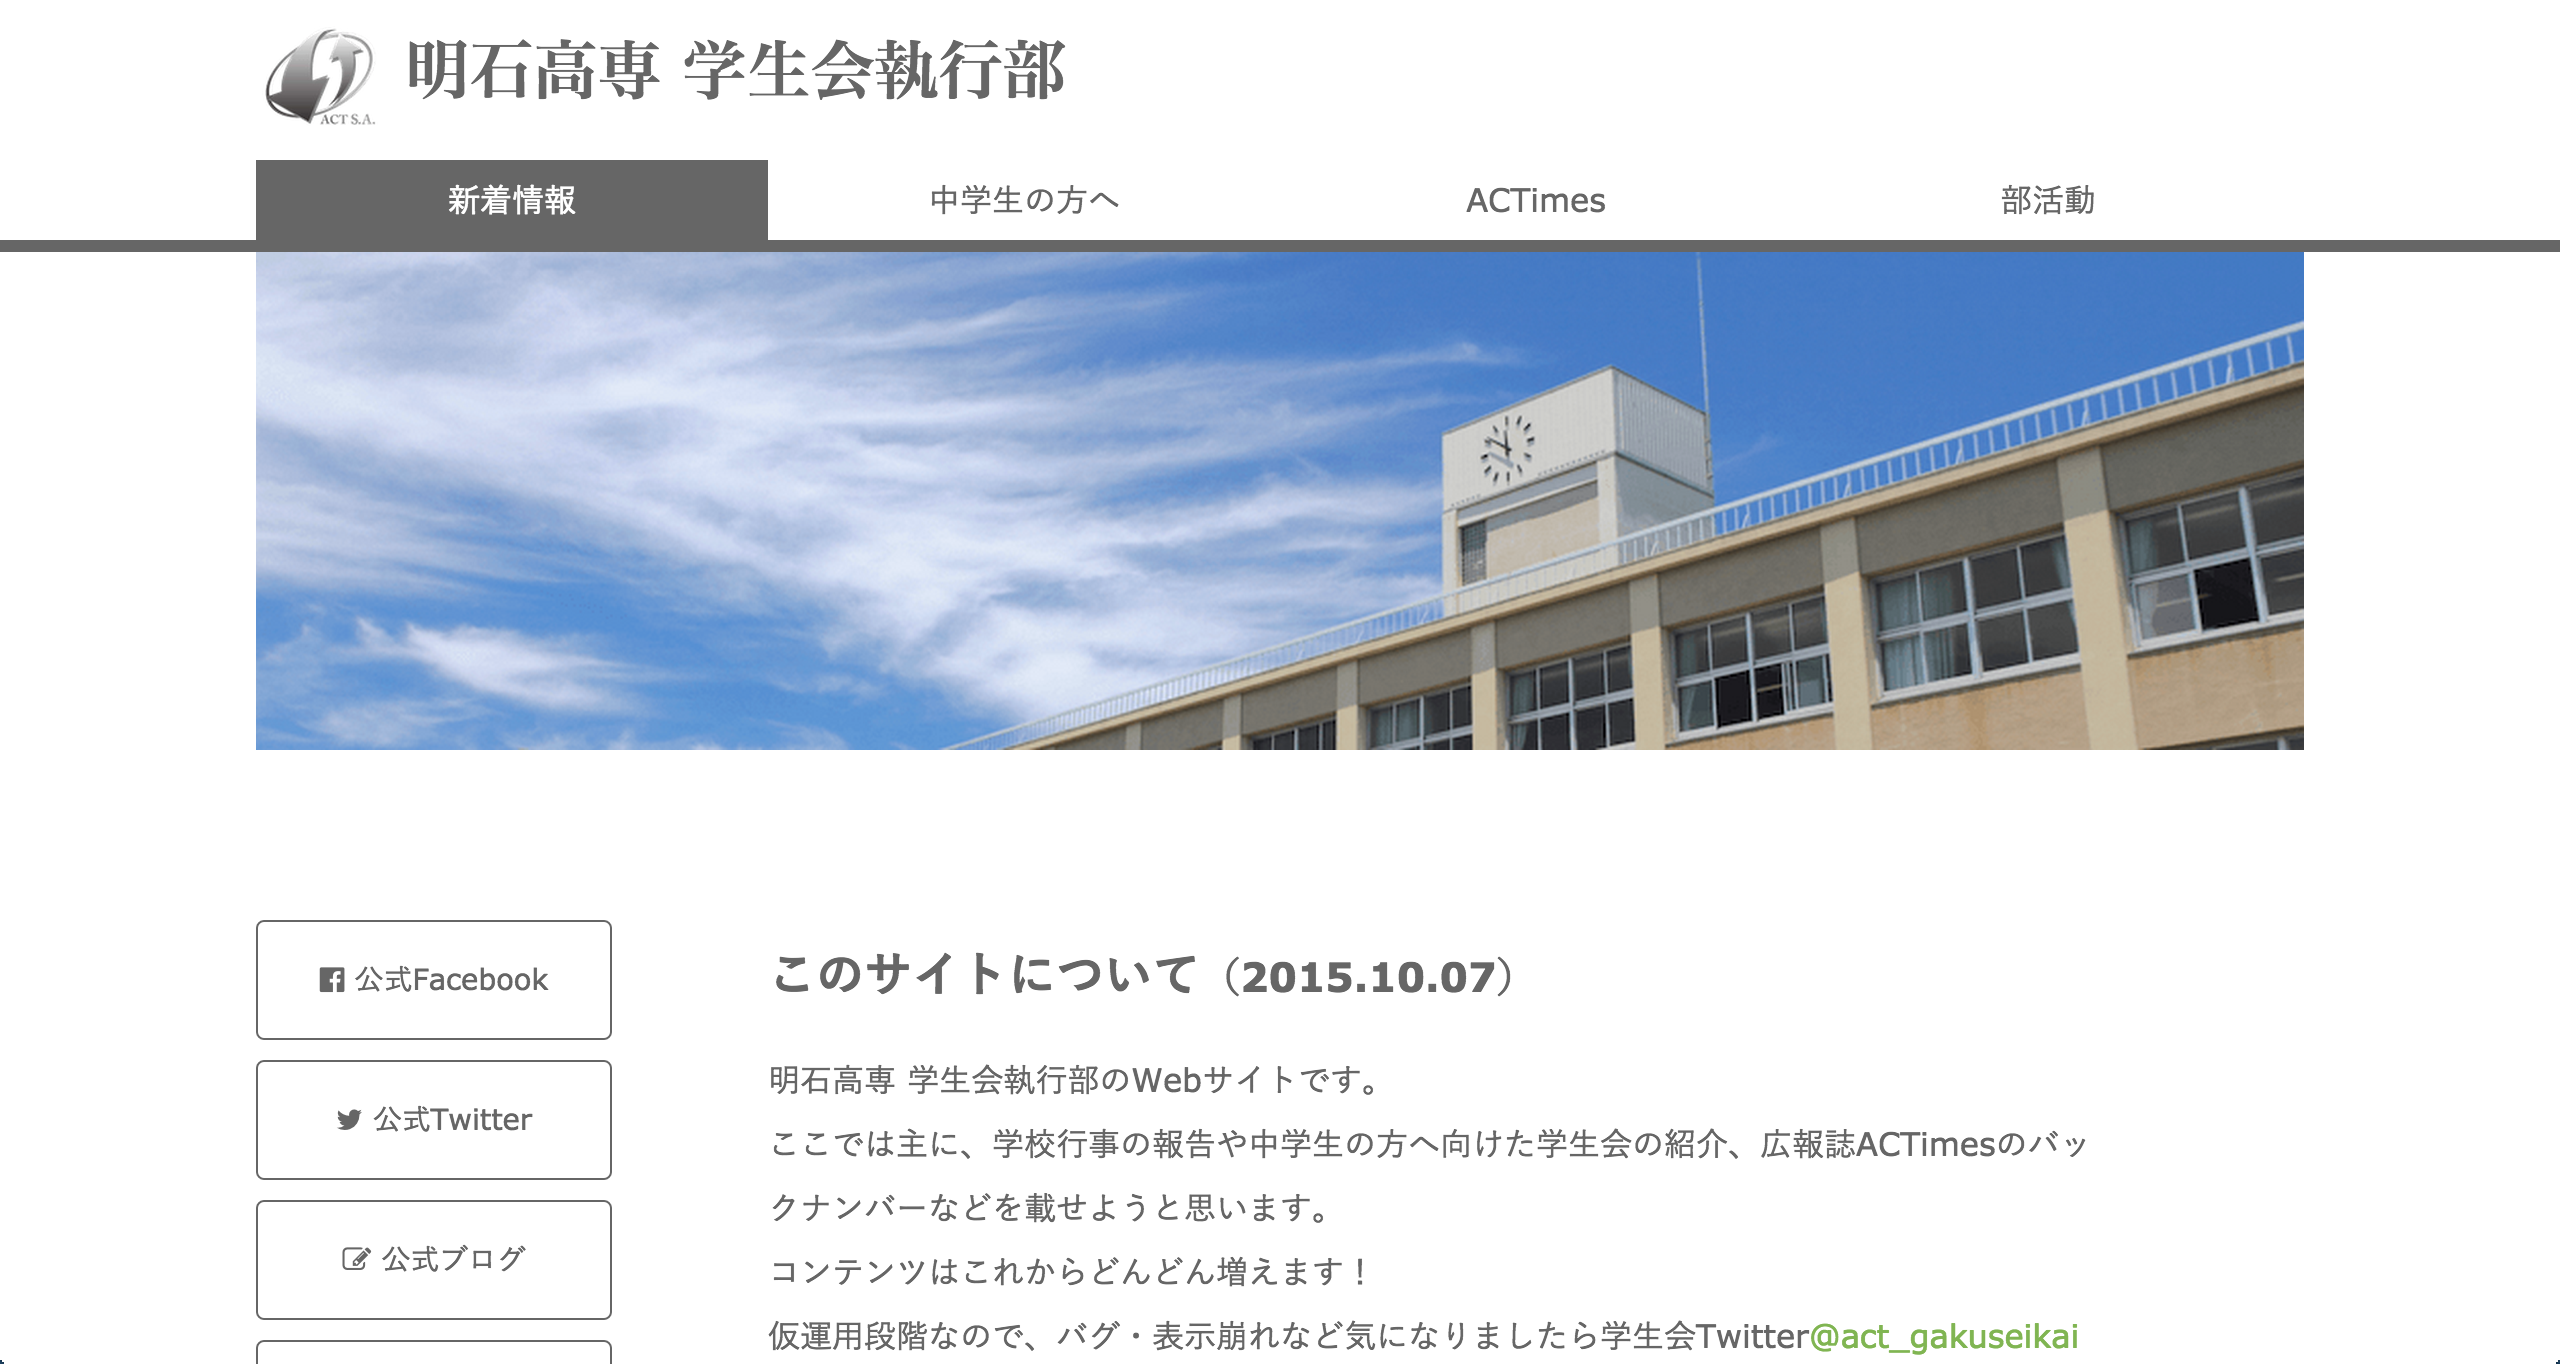 ACT S.A.
明石高専 学生会執行部
新着情報
中学生の方へ
ACTimes
部活動
公式Facebook
公式Twitter
公式ブログ
このサイトについて（2015.10.07）
明石高専 学生会執行部のWebサイトです。
ここでは主に、学校行事の報告や中学生の方へ向けた学生会の紹介、広報誌ACTimesのバッ
クナンバーなどを載せようと思います。
コンテンツはこれからどんどん増えます！
仮運用段階なので、バグ・表示崩れなど気になりましたら学生会Twitter@act_gakuseikai